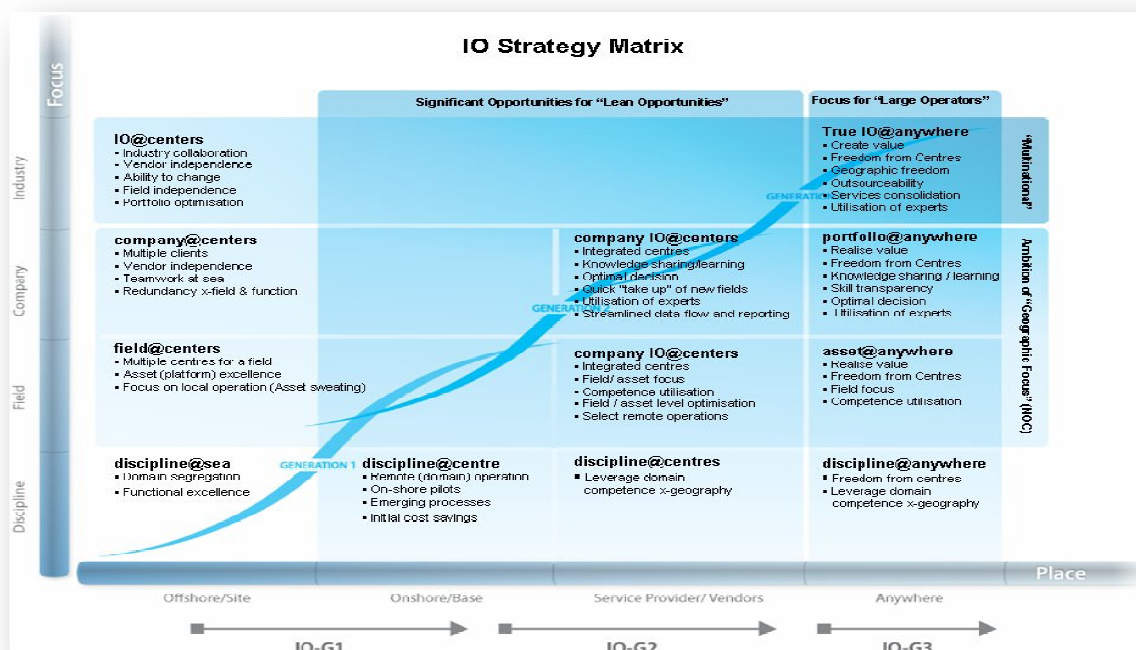 IO Strategy Matrix
Focus
Significant Opportunities for "Lean Opportunities"
Focus for "Large Operators"
Industry
IO@centers
▪ Industry collaboration
▪ Vendor independence
▪ Ability to change
▪ Field independence
▪ Portfolio optimisation
True IO@anywhere
▪ Create value
▪ Freedom from Centres
▪ Geographic freedom
▪ Outsourceability
▪ Services consolidation
▪ Utilisation of experts
GENERATION
"Multinational"
Company
company@centers
▪ Multiple clients
▪ Vendor independence
▪ Teamwork at sea
▪ Redundancy x-field & function
company IO@centers
▪ Integrated centres
▪ Knowledge sharing/learning
▪ Optimal decision
▪ Quick "take up" of new fields
▪ Utilisation of experts
▪ Streamlined data flow and reporting
GENERATION 2
portfolio@anywhere
▪ Realise value
▪ Freedom from Centres
▪ Knowledge sharing / learning
▪ Skill transparency
▪ Optimal decision
▪ Utilisation of experts
Ambition of "Geographic Focus" (NOC)
Field
field@centers
▪ Multiple centres for a field
▪ Asset (platform) excellence
▪ Focus on local operation (Asset sweating)
company IO@centers
▪ Integrated centres
▪ Field/ asset focus
▪ Competence utilisation
▪ Field / asset level optimisation
▪ Select remote operations
asset@anywhere
▪ Realise value
▪ Freedom from Centres
▪ Field focus
▪ Competence utilisation
Discipline
discipline@sea
▪ Domain segregation
▪ Functional excellence
GENERATION 1
discipline@centre
▪ Remote (domain) operation
▪ On-shore pilots
▪ Emerging processes
▪ Initial cost savings
discipline@centres
▪ Leverage domain
competence x-geography
discipline@anywhere
▪ Freedom from centres
▪ Leverage domain
competence x-geography
Place
Offshore/Site
Onshore/Base
Service Provider/ Vendors
Anywhere
IO-G1
IO-G2
IO-G3